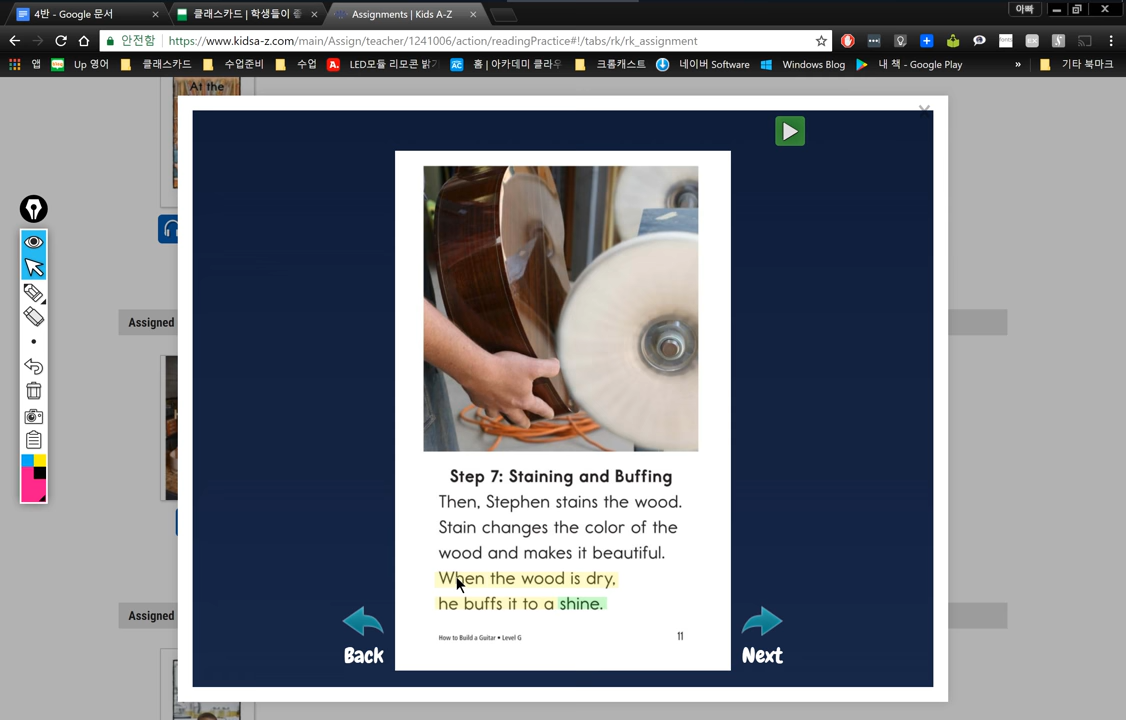 4반 - Google 문서
클래스카드 | 학생들이 즐
Assignments | Kids A-Z
아빠
안전함
https://www.kidsa-z.com/main/Assign/teacher/1241006/action/readingPractice#!/tabs/rk/rk_assignment
앱
Up 영어
클래스카드
수업준비
수업
LED모듈 리모콘 밝기
홈 | 아카데미 클라우
크롬캐스트
네이버 Software
Windows Blog
내 책 - Google Play
»
기타 북마크
At the
Assigned
Assigned
Step 7: Staining and Buffing
Then, Stephen stains the wood.
Stain changes the color of the
wood and makes it beautiful.
When the wood is dry,
he buffs it to a shine.
How to Build a Guitar • Level G
11
Back
Next